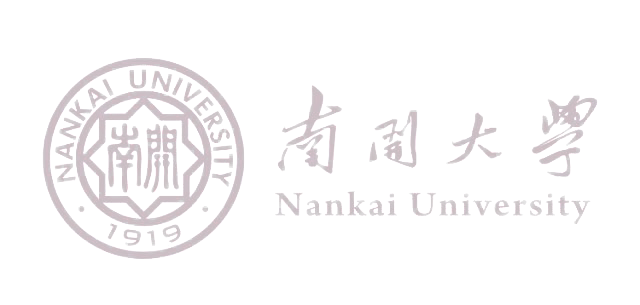 NANKAI UNIVERSITY
南開
· 1919 ·
南開大學
Nankai University